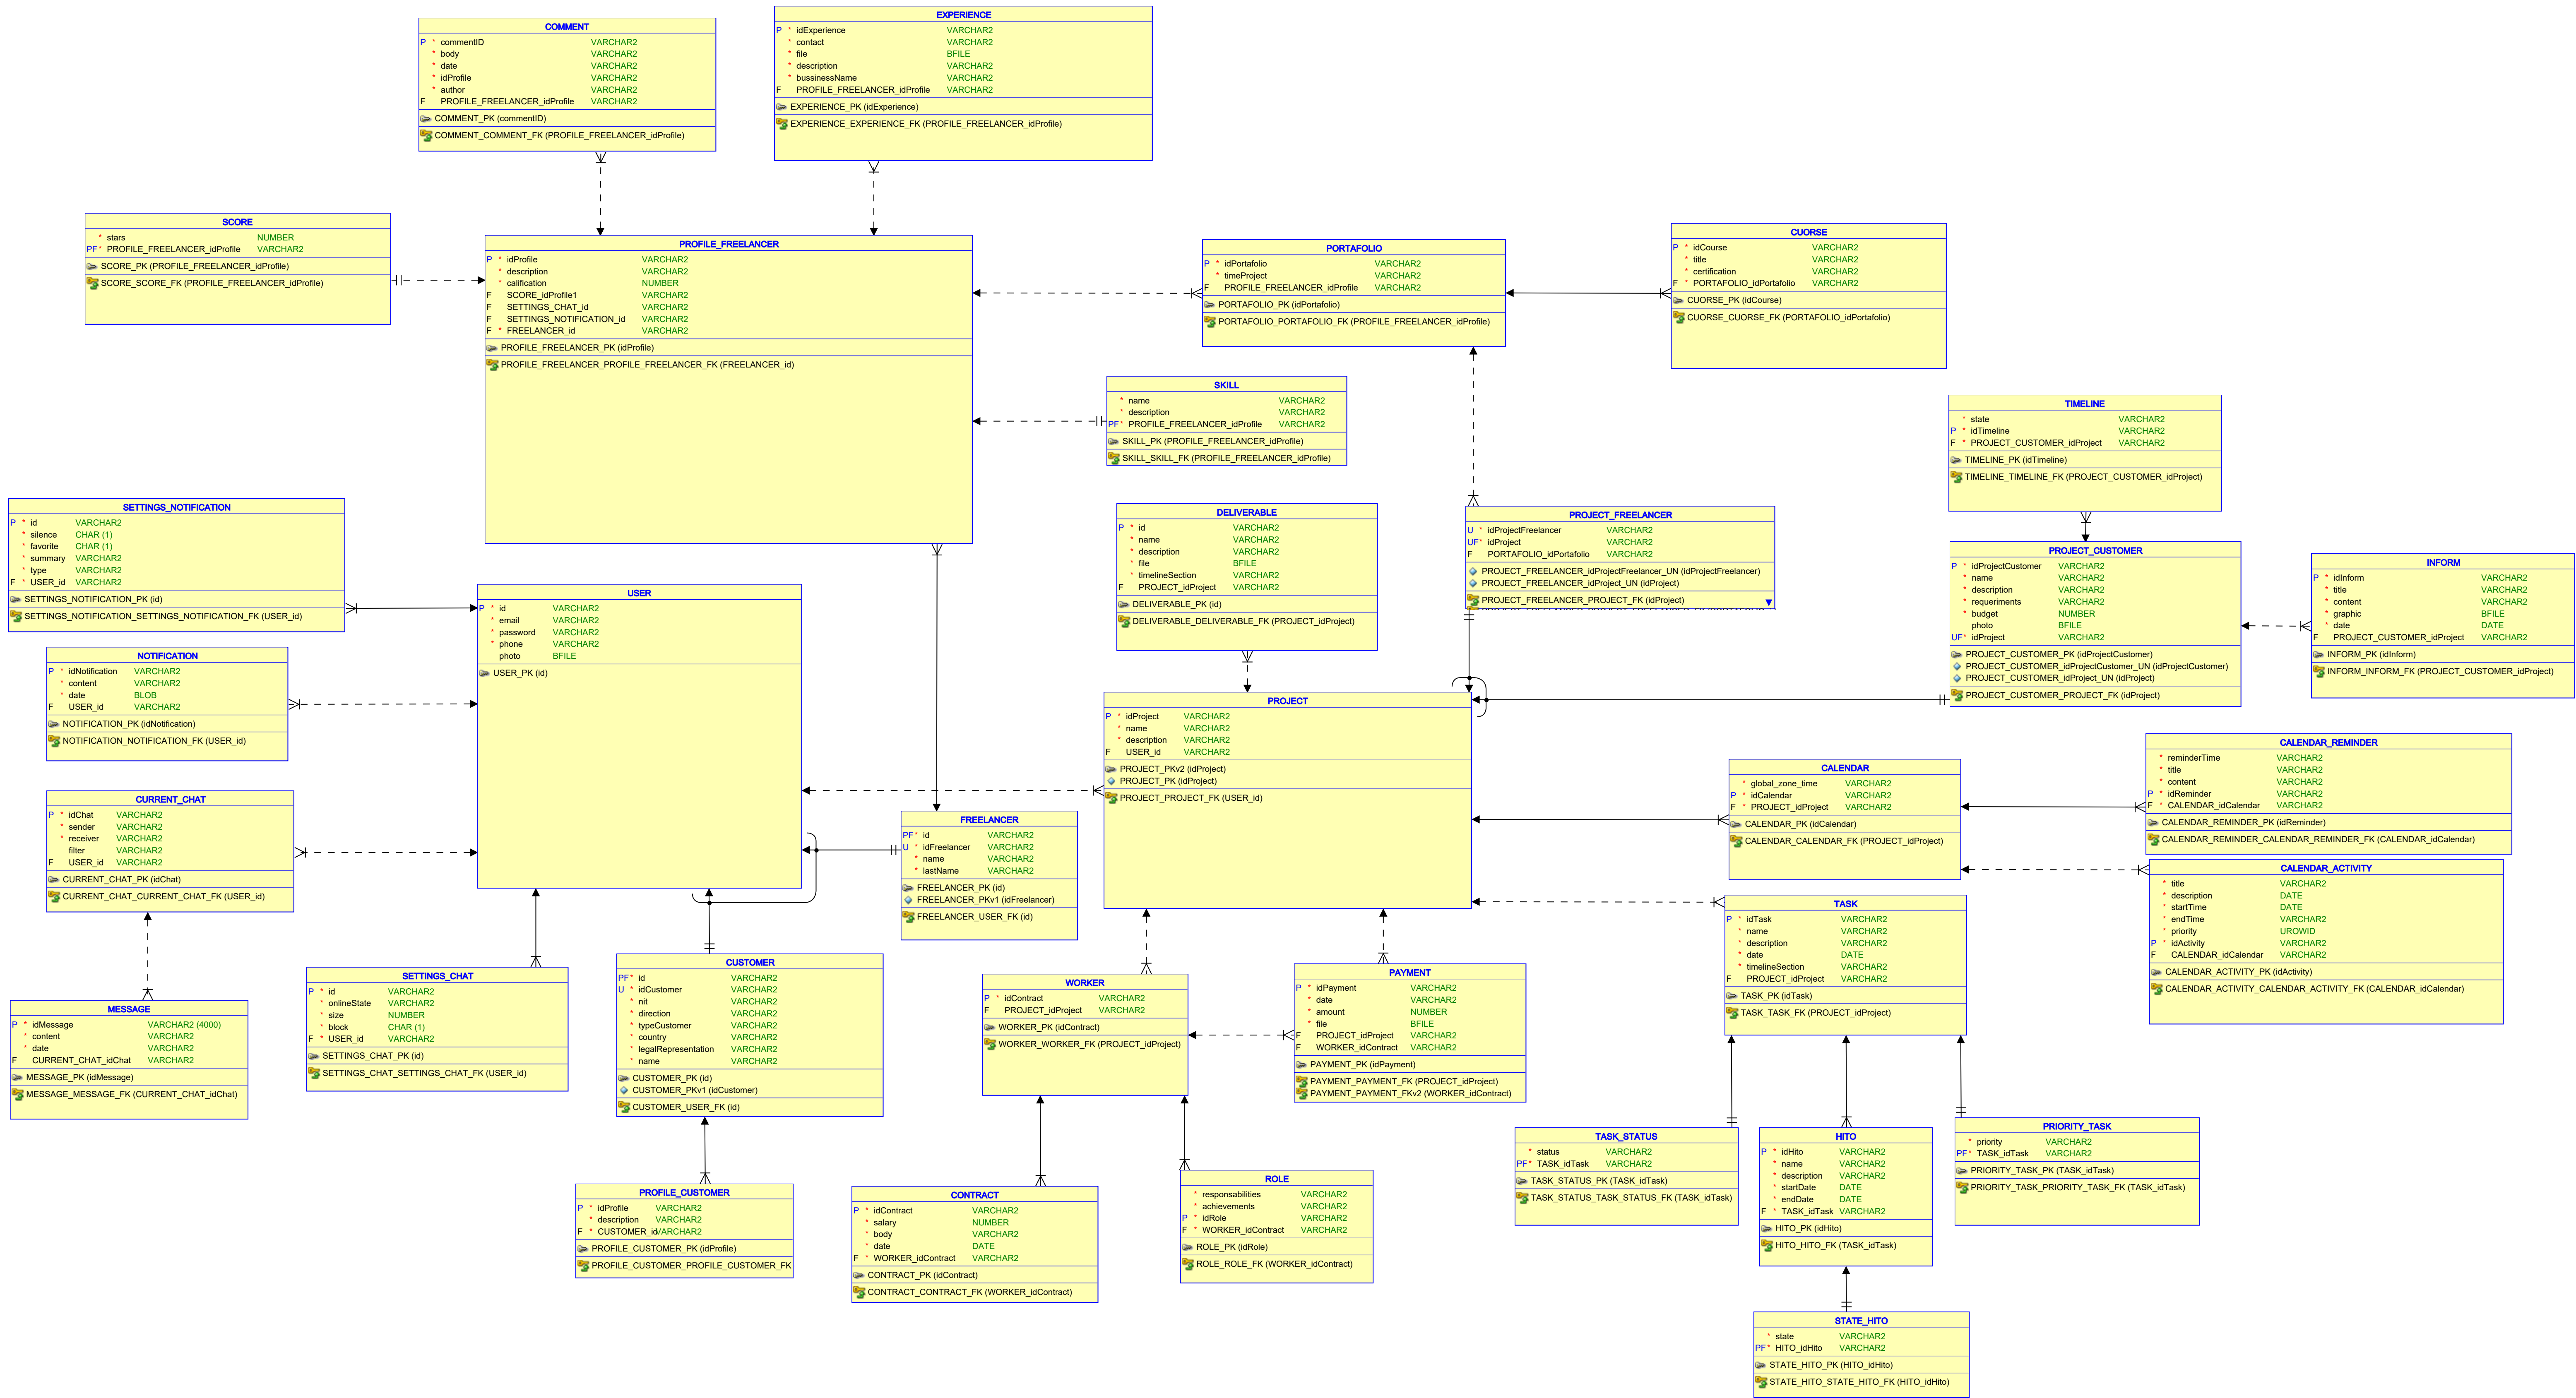 COMMENT
P * commentID VARCHAR2
* body VARCHAR2
* date VARCHAR2
* idProfile VARCHAR2
* author VARCHAR2
F PROFILE_FREELANCER_idProfile VARCHAR2
COMMENT_PK (commentID)
COMMENT_COMMENT_FK (PROFILE_FREELANCER_idProfile)
EXPERIENCE
P * idExperience VARCHAR2
* contact VARCHAR2
* file BFILE
* description VARCHAR2
* bussinessName VARCHAR2
F PROFILE_FREELANCER_idProfile VARCHAR2
EXPERIENCE_PK (idExperience)
EXPERIENCE_EXPERIENCE_FK (PROFILE_FREELANCER_idProfile)
SCORE
* stars NUMBER
PF* PROFILE_FREELANCER_idProfile VARCHAR2
SCORE_PK (PROFILE_FREELANCER_idProfile)
SCORE_SCORE_FK (PROFILE_FREELANCER_idProfile)
PROFILE_FREELANCER
P * idProfile VARCHAR2
* description VARCHAR2
* calification NUMBER
F SCORE_idProfile1 VARCHAR2
F SETTINGS_CHAT_id VARCHAR2
F SETTINGS_NOTIFICATION_id VARCHAR2
F * FREELANCER_id VARCHAR2
PROFILE_FREELANCER_PK (idProfile)
PROFILE_FREELANCER_PROFILE_FREELANCER_FK (FREELANCER_id)
PORTAFOLIO
P * idPortafolio VARCHAR2
* timeProject VARCHAR2
F PROFILE_FREELANCER_idProfile VARCHAR2
PORTAFOLIO_PK (idPortafolio)
PORTAFOLIO_PORTAFOLIO_FK (PROFILE_FREELANCER_idProfile)
CUORSE
P * idCourse VARCHAR2
* title VARCHAR2
* certification VARCHAR2
F * PORTAFOLIO_idPortafolio VARCHAR2
CUORSE_PK (idCourse)
CUORSE_CUORSE_FK (PORTAFOLIO_idPortafolio)
SKILL
* name VARCHAR2
* description VARCHAR2
PF* PROFILE_FREELANCER_idProfile VARCHAR2
SKILL_PK (PROFILE_FREELANCER_idProfile)
SKILL_SKILL_FK (PROFILE_FREELANCER_idProfile)
TIMELINE
* state VARCHAR2
P * idTimeline VARCHAR2
F * PROJECT_CUSTOMER_idProject VARCHAR2
TIMELINE_PK (idTimeline)
TIMELINE_TIMELINE_FK (PROJECT_CUSTOMER_idProject)
SETTINGS_NOTIFICATION
P * id VARCHAR2
* silence CHAR (1)
* favorite CHAR (1)
* summary VARCHAR2
* type VARCHAR2
F * USER_id VARCHAR2
SETTINGS_NOTIFICATION_PK (id)
SETTINGS_NOTIFICATION_SETTINGS_NOTIFICATION_FK (USER_id)
DELIVERABLE
P * id VARCHAR2
* name VARCHAR2
* description VARCHAR2
* file BFILE
* timelineSection VARCHAR2
F PROJECT_idProject VARCHAR2
DELIVERABLE_PK (id)
DELIVERABLE_DELIVERABLE_FK (PROJECT_idProject)
PROJECT_FREELANCER
U * idProjectFreelancer VARCHAR2
UF* idProject VARCHAR2
F PORTAFOLIO_idPortafolio VARCHAR2
PROJECT_FREELANCER_idProjectFreelancer_UN (idProjectFreelancer)
PROJECT_FREELANCER_idProject_UN (idProject)
PROJECT_FREELANCER_PROJECT_FK (idProject)
PROJECT_CUSTOMER
P * idProjectCustomer VARCHAR2
* name VARCHAR2
* description VARCHAR2
* requeriments VARCHAR2
* budget NUMBER
photo BFILE
UF* idProject VARCHAR2
PROJECT_CUSTOMER_PK (idProjectCustomer)
PROJECT_CUSTOMER_idProjectCustomer_UN (idProjectCustomer)
PROJECT_CUSTOMER_idProject_UN (idProject)
PROJECT_CUSTOMER_PROJECT_FK (idProject)
INFORM
P * idInform VARCHAR2
* title VARCHAR2
* content VARCHAR2
* graphic BFILE
* date DATE
F PROJECT_CUSTOMER_idProject VARCHAR2
INFORM_PK (idInform)
INFORM_INFORM_FK (PROJECT_CUSTOMER_idProject)
USER
P * id VARCHAR2
* email VARCHAR2
* password VARCHAR2
* phone VARCHAR2
photo BFILE
USER_PK (id)
NOTIFICATION
P * idNotification VARCHAR2
* content VARCHAR2
* date BLOB
F USER_id VARCHAR2
NOTIFICATION_PK (idNotification)
NOTIFICATION_NOTIFICATION_FK (USER_id)
PROJECT
P * idProject VARCHAR2
* name VARCHAR2
* description VARCHAR2
F USER_id VARCHAR2
PROJECT_PKv2 (idProject)
PROJECT_PK (idProject)
PROJECT_PROJECT_FK (USER_id)
CALENDAR
* global_zone_time VARCHAR2
P * idCalendar VARCHAR2
F * PROJECT_idProject VARCHAR2
CALENDAR_PK (idCalendar)
CALENDAR_CALENDAR_FK (PROJECT_idProject)
CALENDAR_REMINDER
* reminderTime VARCHAR2
* title VARCHAR2
* content VARCHAR2
P * idReminder VARCHAR2
F * CALENDAR_idCalendar VARCHAR2
CALENDAR_REMINDER_PK (idReminder)
CALENDAR_REMINDER_CALENDAR_REMINDER_FK (CALENDAR_idCalendar)
CURRENT_CHAT
P * idChat VARCHAR2
* sender VARCHAR2
* receiver VARCHAR2
filter VARCHAR2
F USER_id VARCHAR2
CURRENT_CHAT_PK (idChat)
CURRENT_CHAT_CURRENT_CHAT_FK (USER_id)
FREELANCER
PF* id VARCHAR2
U * idFreelancer VARCHAR2
* name VARCHAR2
* lastName VARCHAR2
FREELANCER_PK (id)
FREELANCER_PKv1 (idFreelancer)
FREELANCER_USER_FK (id)
CALENDAR_ACTIVITY
* title VARCHAR2
* description DATE
* startTime DATE
* endTime VARCHAR2
* priority UROWID
P * idActivity VARCHAR2
F CALENDAR_idCalendar VARCHAR2
CALENDAR_ACTIVITY_PK (idActivity)
CALENDAR_ACTIVITY_CALENDAR_ACTIVITY_FK (CALENDAR_idCalendar)
TASK
P * idTask VARCHAR2
* name VARCHAR2
* description VARCHAR2
* date DATE
* timelineSection VARCHAR2
F PROJECT_idProject VARCHAR2
TASK_PK (idTask)
TASK_TASK_FK (PROJECT_idProject)
MESSAGE
P * idMessage VARCHAR2 (4000)
* content VARCHAR2
* date VARCHAR2
F CURRENT_CHAT_idChat VARCHAR2
MESSAGE_PK (idMessage)
MESSAGE_MESSAGE_FK (CURRENT_CHAT_idChat)
SETTINGS_CHAT
P * id VARCHAR2
* onlineState VARCHAR2
* size NUMBER
* block CHAR (1)
F * USER_id VARCHAR2
SETTINGS_CHAT_PK (id)
SETTINGS_CHAT_SETTINGS_CHAT_FK (USER_id)
CUSTOMER
PF* id VARCHAR2
U * idCustomer VARCHAR2
* nit VARCHAR2
* direction VARCHAR2
* typeCustomer VARCHAR2
* country VARCHAR2
* legalRepresentation VARCHAR2
* name VARCHAR2
CUSTOMER_PK (id)
CUSTOMER_PKv1 (idCustomer)
CUSTOMER_USER_FK (id)
WORKER
P * idContract VARCHAR2
F PROJECT_idProject VARCHAR2
WORKER_PK (idContract)
WORKER_WORKER_FK (PROJECT_idProject)
PAYMENT
P * idPayment VARCHAR2
* date VARCHAR2
* amount NUMBER
* file BFILE
F PROJECT_idProject VARCHAR2
F WORKER_idContract VARCHAR2
PAYMENT_PK (idPayment)
PAYMENT_PAYMENT_FK (PROJECT_idProject)
PAYMENT_PAYMENT_FKv2 (WORKER_idContract)
TASK_STATUS
* status VARCHAR2
PF* TASK_idTask VARCHAR2
TASK_STATUS_PK (TASK_idTask)
TASK_STATUS_TASK_STATUS_FK (TASK_idTask)
HITO
P * idHito VARCHAR2
* name VARCHAR2
* description VARCHAR2
* startDate DATE
* endDate DATE
F * TASK_idTask VARCHAR2
HITO_PK (idHito)
HITO_HITO_FK (TASK_idTask)
PRIORITY_TASK
* priority VARCHAR2
PF* TASK_idTask VARCHAR2
PRIORITY_TASK_PK (TASK_idTask)
PRIORITY_TASK_PRIORITY_TASK_FK (TASK_idTask)
PROFILE_CUSTOMER
P * idProfile VARCHAR2
* description VARCHAR2
F * CUSTOMER_id VARCHAR2
PROFILE_CUSTOMER_PK (idProfile)
PROFILE_CUSTOMER_PROFILE_CUSTOMER_FK
CONTRACT
P * idContract VARCHAR2
* salary NUMBER
* body VARCHAR2
* date DATE
F * WORKER_idContract VARCHAR2
CONTRACT_PK (idContract)
CONTRACT_CONTRACT_FK (WORKER_idContract)
ROLE
* responsabilities VARCHAR2
* achievements VARCHAR2
P * idRole VARCHAR2
F * WORKER_idContract VARCHAR2
ROLE_PK (idRole)
ROLE_ROLE_FK (WORKER_idContract)
STATE_HITO
* state VARCHAR2
PF* HITO_idHito VARCHAR2
STATE_HITO_PK (HITO_idHito)
STATE_HITO_STATE_HITO_FK (HITO_idHito)